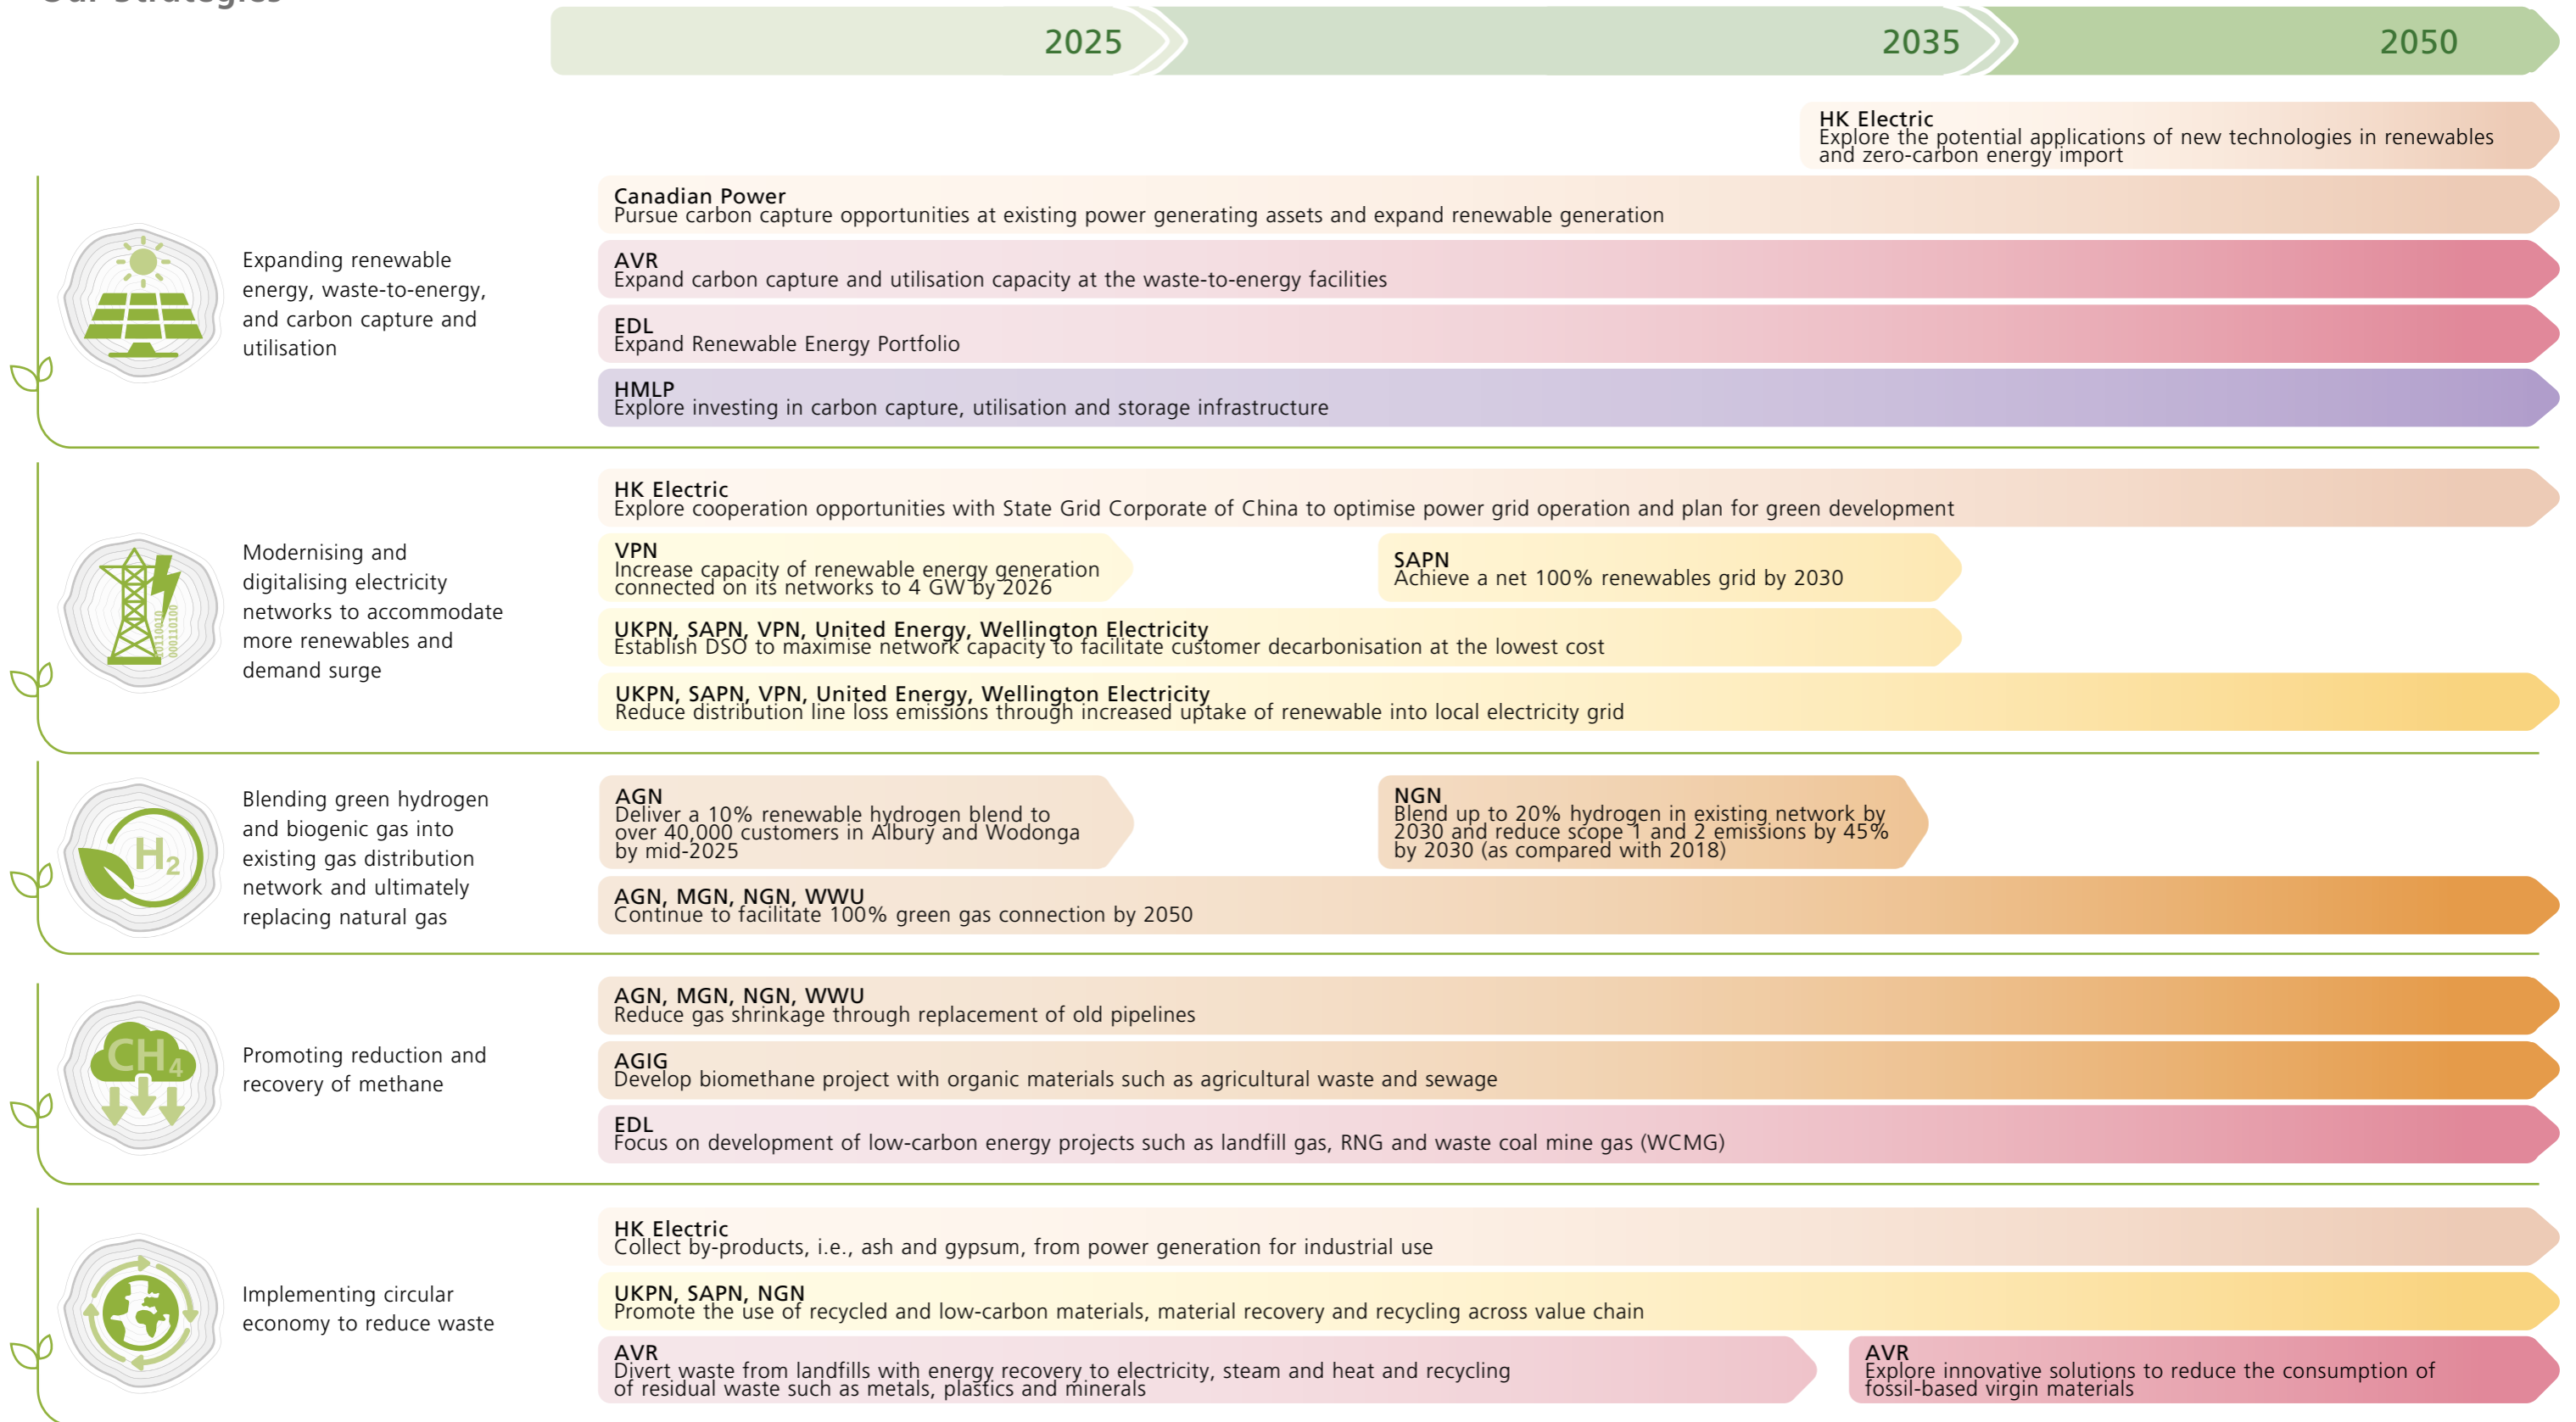 Our Strategies
2025
2035
2050
HK Electric
Explore the potential applications of new technologies in renewables
and zero-carbon energy import
Expanding renewable
energy, waste-to-energy,
and carbon capture and
utilisation
Canadian Power
Pursue carbon capture opportunities at existing power generating assets and expand renewable generation
AVR
Expand carbon capture and utilisation capacity at the waste-to-energy facilities
EDL
Expand Renewable Energy Portfolio
HMLP
Explore investing in carbon capture, utilisation and storage infrastructure
Modernising and
digitalising electricity
networks to accommodate
more renewables and
demand surge
HK Electric
Explore cooperation opportunities with State Grid Corporate of China to optimise power grid operation and plan for green development
VPN
Increase capacity of renewable energy generation
connected on its networks to 4 GW by 2026
SAPN
Achieve a net 100% renewables grid by 2030
UKPN, SAPN, VPN, United Energy, Wellington Electricity
Establish DSO to maximise network capacity to facilitate customer decarbonisation at the lowest cost
UKPN, SAPN, VPN, United Energy, Wellington Electricity
Reduce distribution line loss emissions through increased uptake of renewable into local electricity grid
H2
Blending green hydrogen
and biogenic gas into
existing gas distribution
network and ultimately
replacing natural gas
AGN
Deliver a 10% renewable hydrogen blend to
over 40,000 customers in Albury and Wodonga
by mid-2025
NGN
Blend up to 20% hydrogen in existing network by
2030 and reduce scope 1 and 2 emissions by 45%
by 2030 (as compared with 2018)
AGN, MGN, NGN, WWU
Continue to facilitate 100% green gas connection by 2050
CH4
Promoting reduction and
recovery of methane
AGN, MGN, NGN, WWU
Reduce gas shrinkage through replacement of old pipelines
AGIG
Develop biomethane project with organic materials such as agricultural waste and sewage
EDL
Focus on development of low-carbon energy projects such as landfill gas, RNG and waste coal mine gas (WCMG)
Implementing circular
economy to reduce waste
HK Electric
Collect by-products, i.e., ash and gypsum, from power generation for industrial use
UKPN, SAPN, NGN
Promote the use of recycled and low-carbon materials, material recovery and recycling across value chain
AVR
Divert waste from landfills with energy recovery to electricity, steam and heat and recycling
of residual waste such as metals, plastics and minerals
AVR
Explore innovative solutions to reduce the consumption of
fossil-based virgin materials